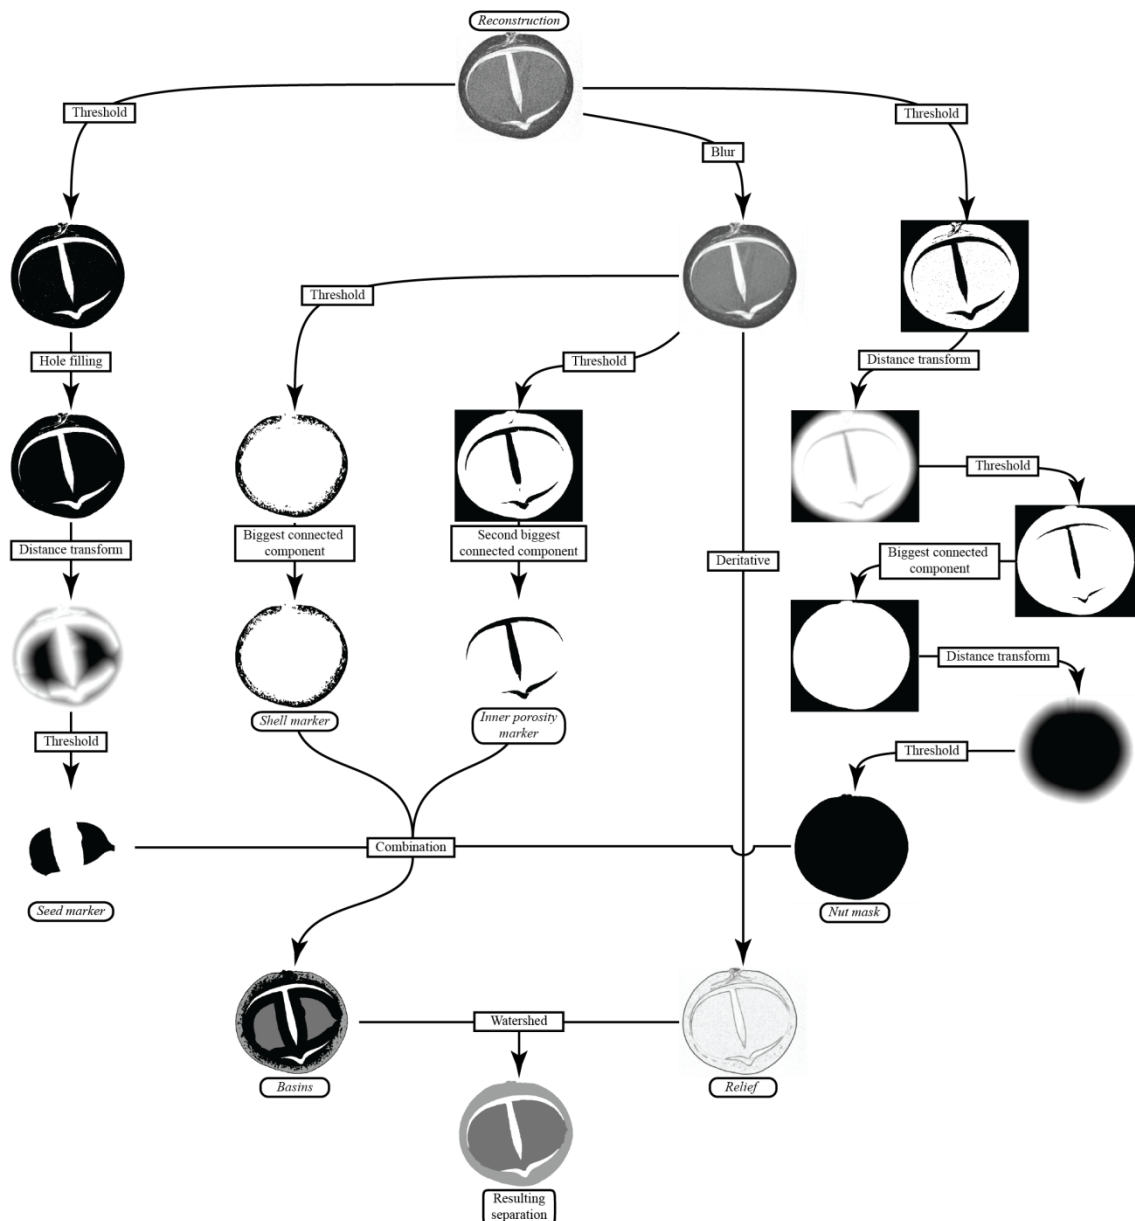 Reconstruction
Threshold
Threshold
Blur
Threshold
Hole filling
Threshold
Distance transform
Threshold
Distance transform
Biggest connected
component
Second biggest
connected component
Deritative
Biggest connected
component
Distance transform
Shell marker
Inner porosity
marker
Threshold
Threshold
Combination
Seed marker
Nut mask
Watershed
Basins
Relief
Resulting
separation